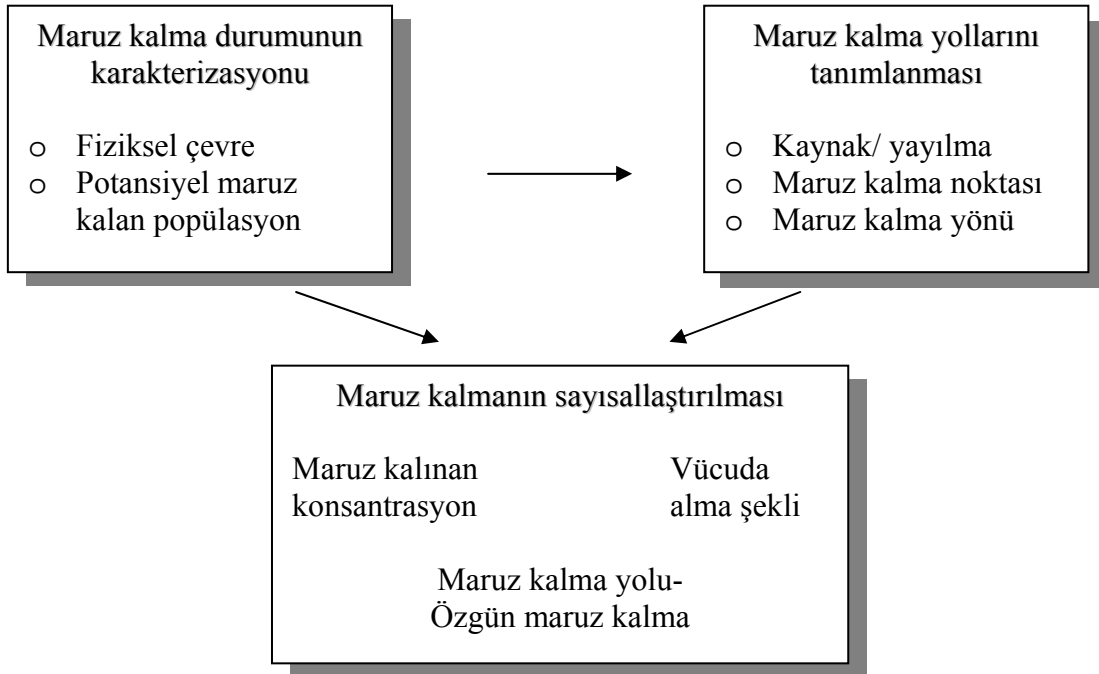 Maruz kalma durumunun
karakterizasyonu
o Fiziksel çevre
o Potansiyel maruz
kalan popülasyon
Maruz kalma yollarını
tanımlanması
o Kaynak/ yayılma
o Maruz kalma noktası
o Maruz kalma yönü
Maruz kalmanın sayısallaştırılması
Maruz kalınan
konsantrasyon
Vücuda
alma şekli
Maruz kalma yolu-
Özgün maruz kalma